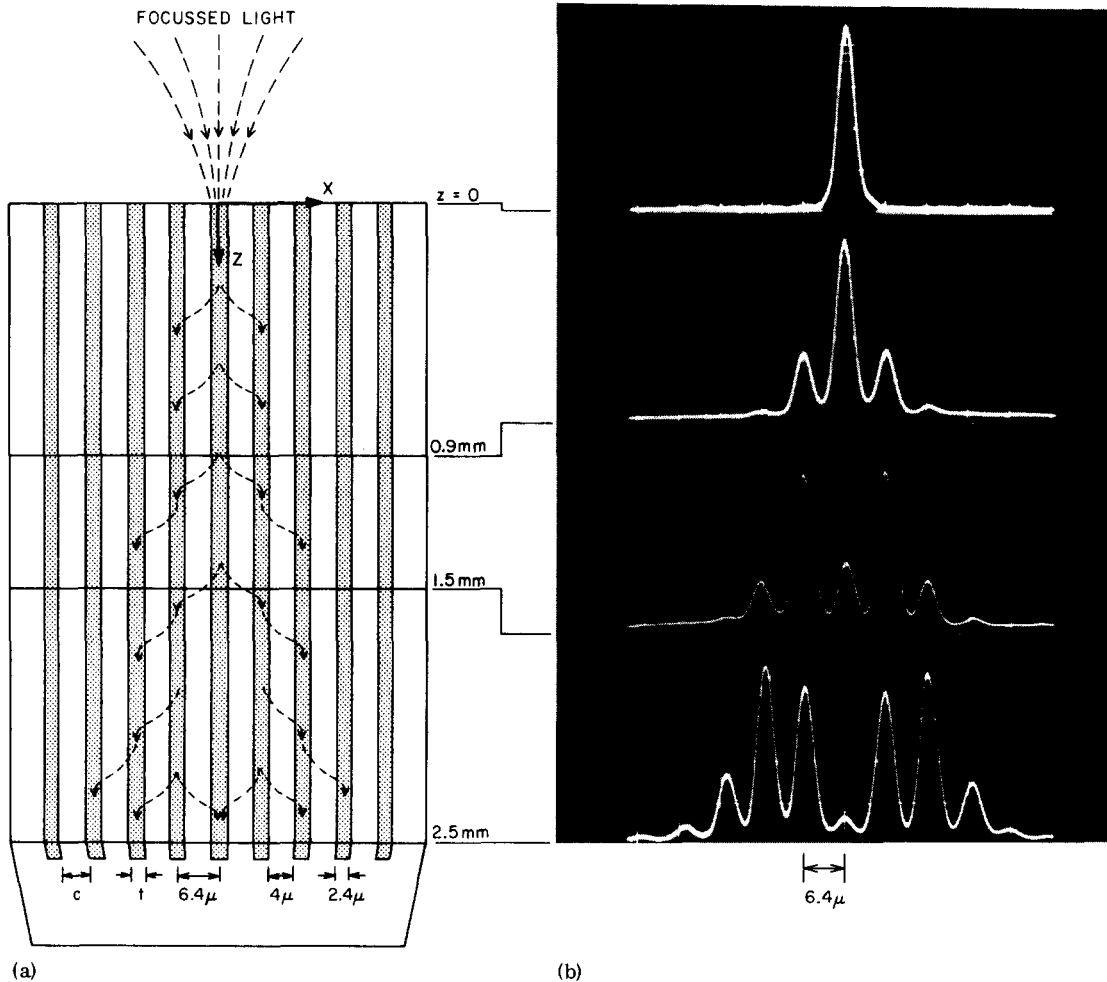 FOCUSSED LIGHT
X
z = 0
Z
0.9mm
1.5mm
2.5mm
c
t
6.4μ
4μ
2.4μ
6.4μ
(a)
(b)